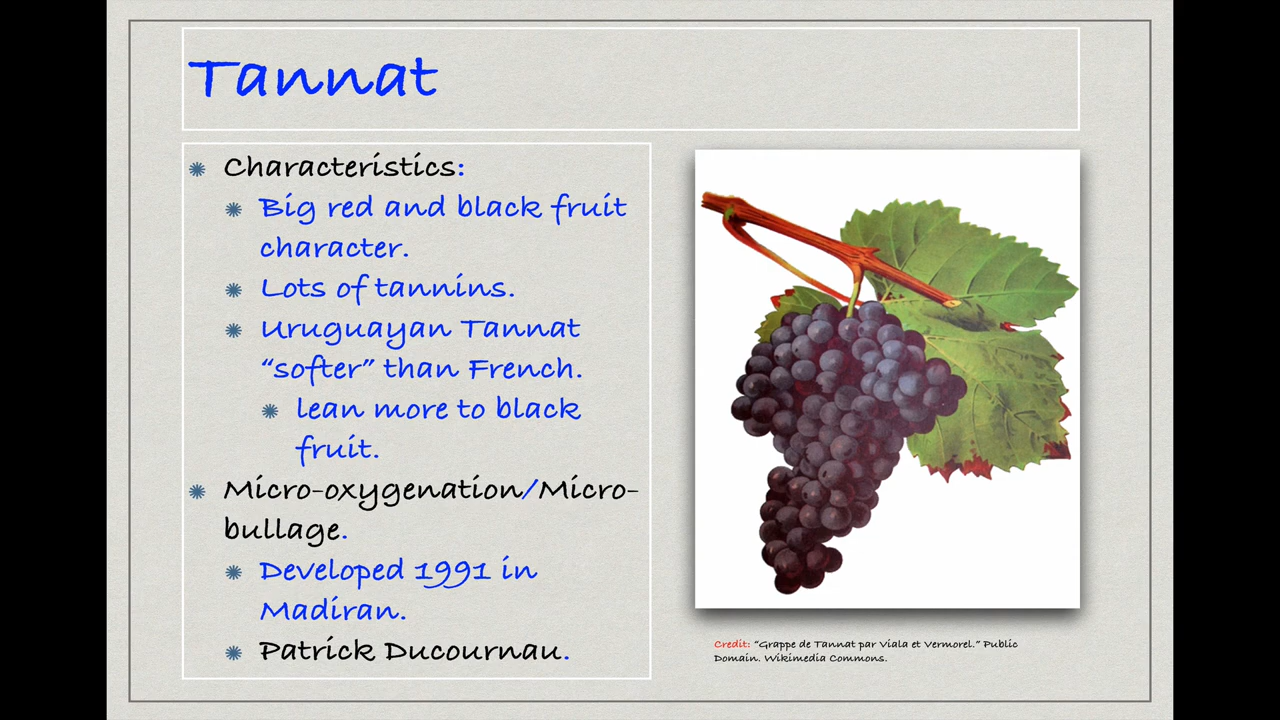 Tannat
Characteristics:
Big red and black fruit
character.
Lots of tannins.
Uruguayan Tannat
“softer” than French.
lean more to black
fruit.
Micro-oxygenation/Micro-
bullage.
Developed 1991 in
Madiran.
Patrick Ducournau.
Credit: “Grappe de Tannat par Viala et Vermorel.” Public
Domain. Wikimedia Commons.